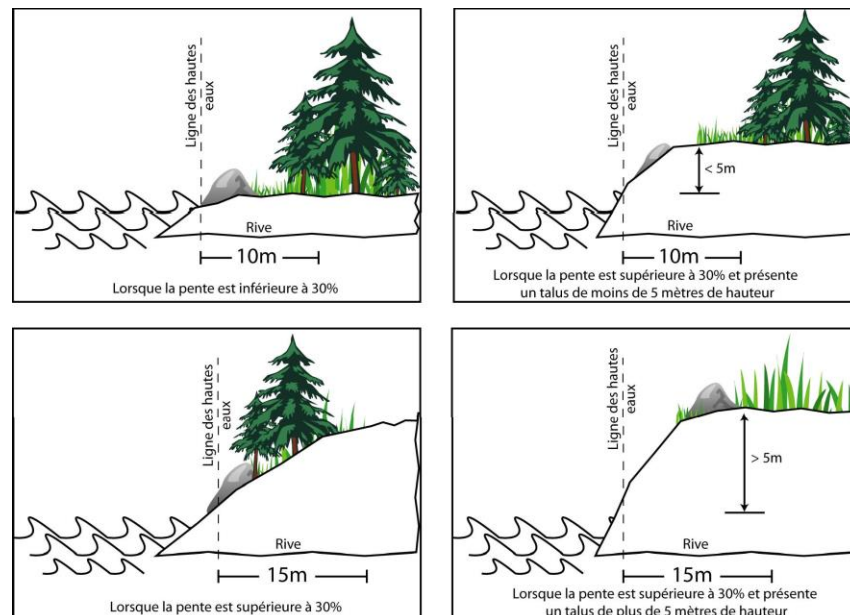 Ligne des hautes
eaux
Rive
10m
Lorsque la pente est inférieure à 30%
Ligne des hautes
eaux
< 5m
Rive
10m
Lorsque la pente est supérieure à 30% et présente
un talus de moins de 5 mètres de hauteur
Ligne des hautes
eaux
Rive
15m
Lorsque la pente est supérieure à 30%
Ligne des hautes
eaux
> 5m
Rive
15m
Lorsque la pente est supérieure à 30% et présente
un talus de plus de 5 mètres de hauteur